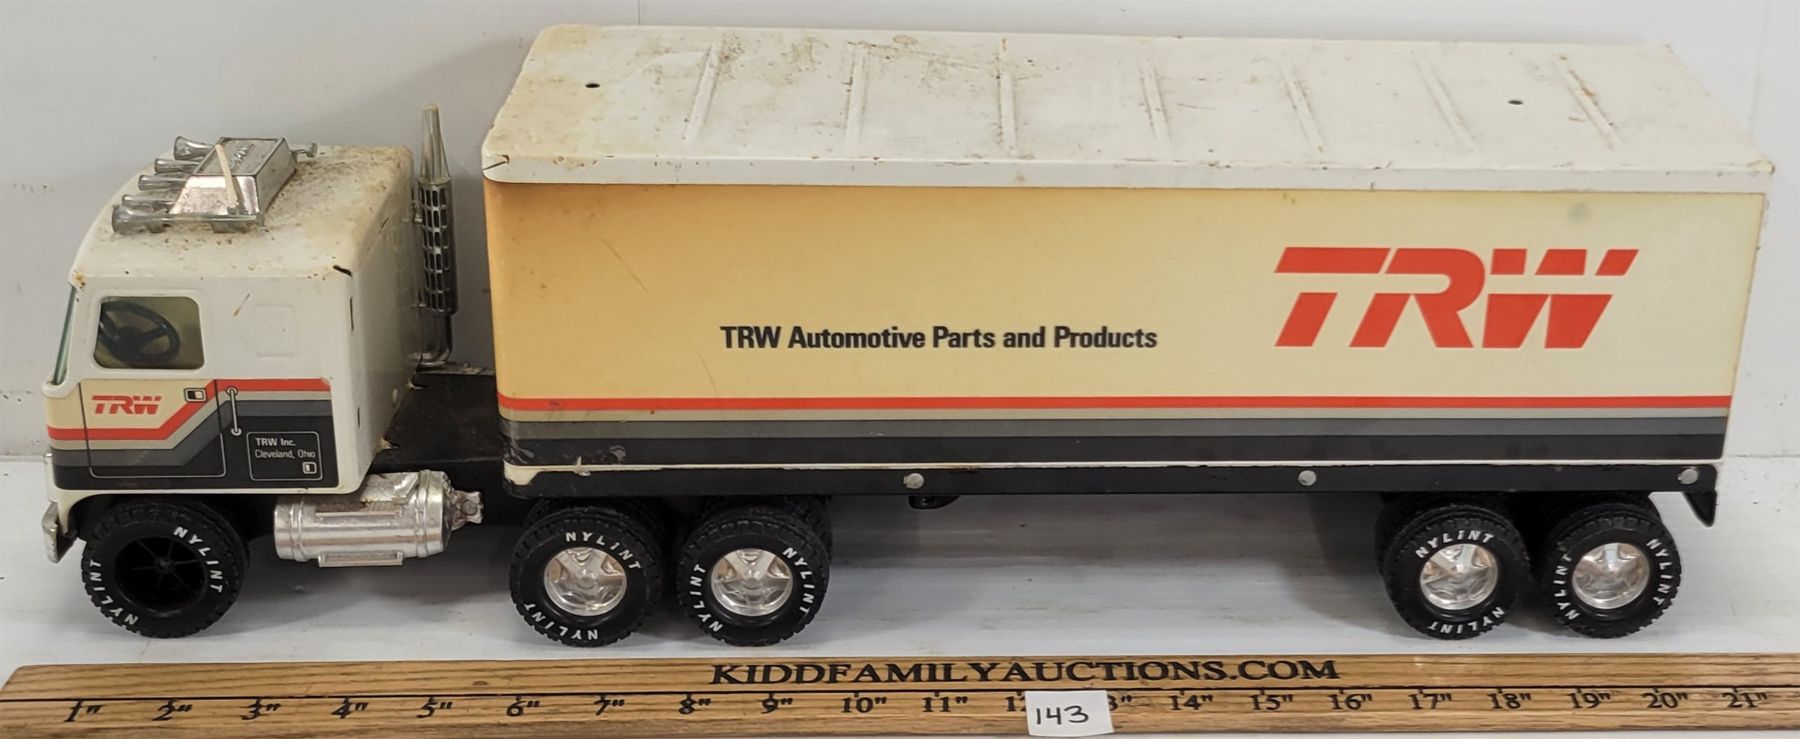 TRW Automotive Parts and Products
TRW
TRW
TRW Inc.
Cleveland, Ohio
NYLINT
NYLINT
NYLINT
NYLINT
NYLINT
NYLINT
NYLINT
NYLINT
NYLINT
NYLINT
KIDDFAMILYAUCTIONS.COM
1" 2" 3" 4" 5" 6" 7" 8" 9" 10" 11" 14" 15" 16" 17" 18" 19" 20" 21"
143